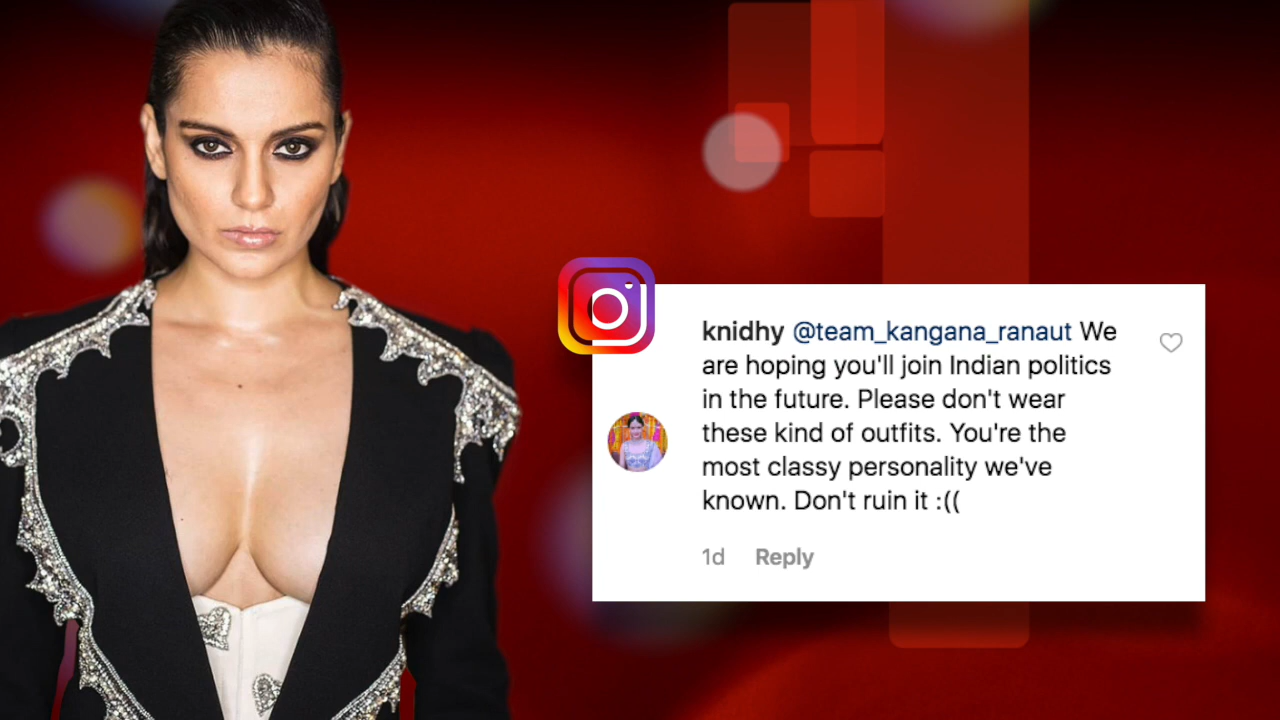 knidhy @team_kangana_ranaut We
are hoping you'll join Indian politics
in the future. Please don't wear
these kind of outfits. You're the
most classy personality we've
known. Don't ruin it :((
1d Reply